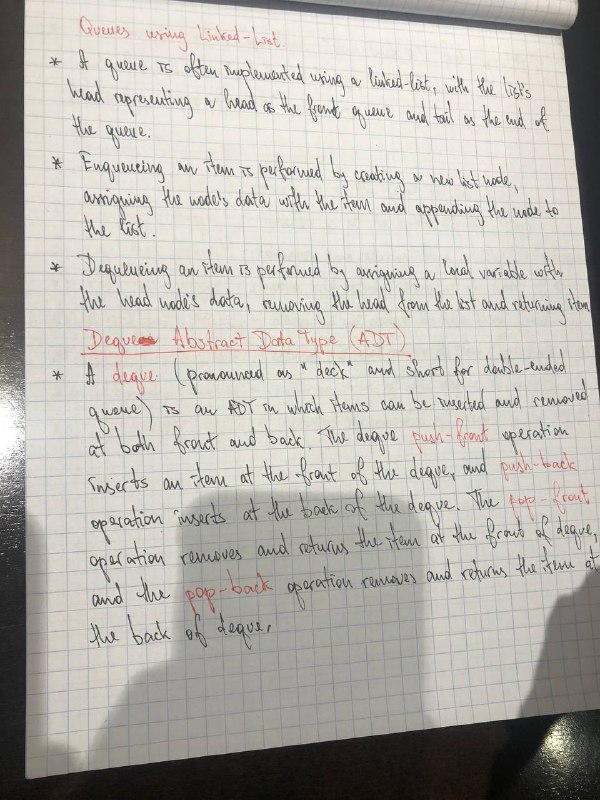 Queues using Linked-List.
* A queue is often implemented using a linked-list, with the list's
head representing a head as the front queue and tail as the end of
the queue.
* Enqueueing an item is performed by creating a new list node,
assigning the node's data with the item and appending the node to
the list.
* Dequeueing an item is performed by assigning a local variable with
the head node's data, removing the head from the list and returning item
Deque Abstract Data Type (ADT)
* A deque (pronounced as "deck" and short for double-ended
queue) is an ADT in which items can be inserted and removed
at both front and back. The deque push-front operation
inserts an item at the front of the deque, and push-back
operation inserts at the back of the deque. The pop-front
operation removes and returns the item at the front of deque,
and the pop-back operation removes and returns the item at
the back of deque.